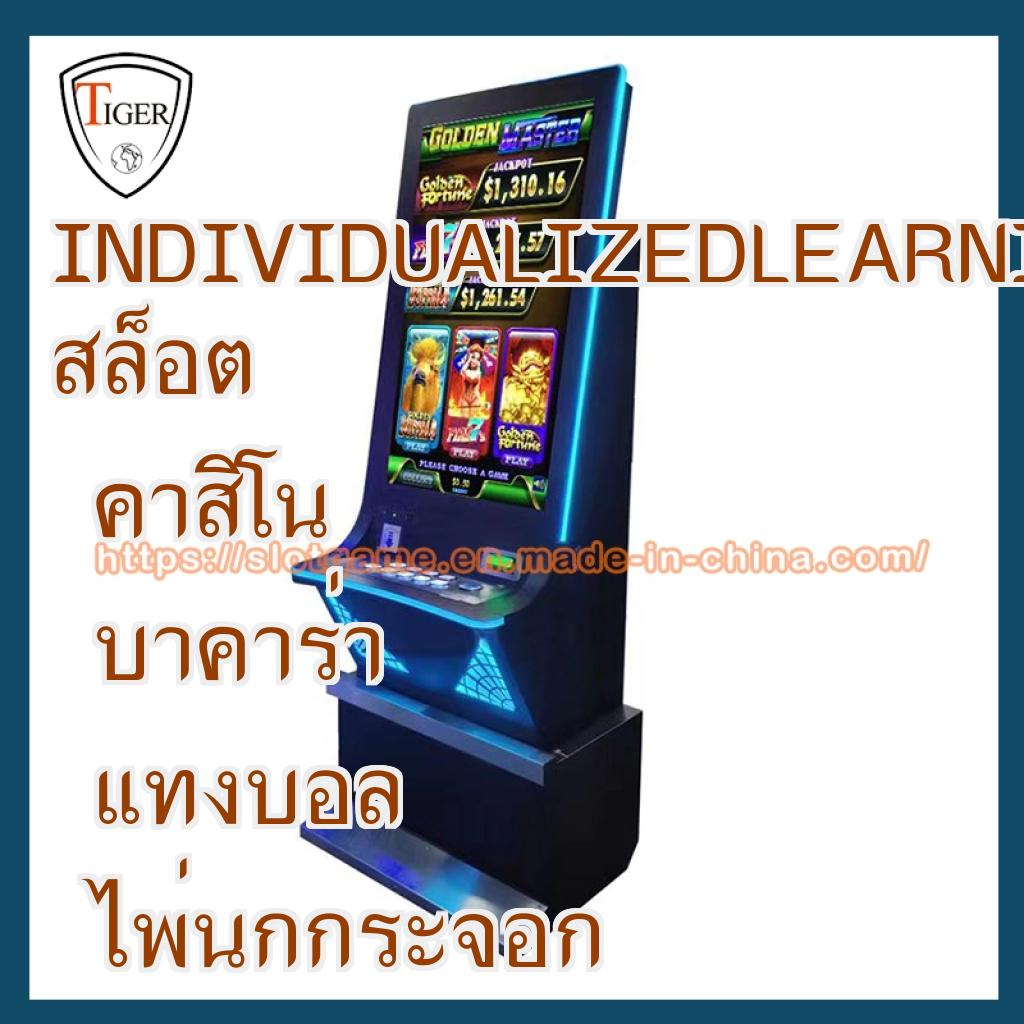 TIGER
GOLDEN MASTER
JACKPOT
Golden Fortune $1,310.16
INDIVIDUALIZEDLEARNI
$1,261.54
สล็อต
Golden Fortune
PLAY PLAY PLAY
PLEASE CHOOSE A GAME
คาสิโน
https://slotgame.en.made-in-china.com/
บาคาร่า
แทงบอล
ไพ่นกกระจอก